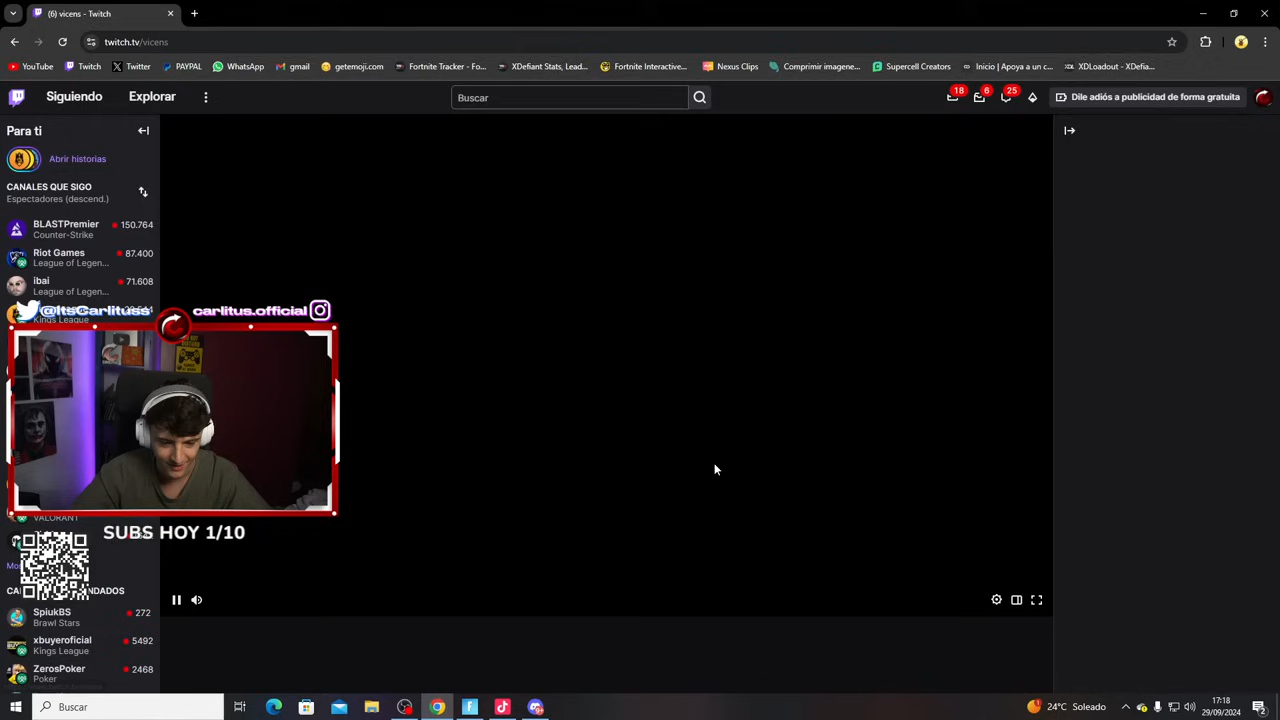 (6) vicens - Twitch
twitch.tv/vicens
YouTube Twitch Twitter PAYPAL WhatsApp gmail getemoji.com Fortnite Tracker - Fo... XDefiant Stats, Lead... Fortnite Interactive... Nexus Clips Comprimir imagene... Supercell Creators Inicio | Apoya a un c... XDLoadout - XDefia...
Siguiendo Explorar Buscar 18 6 25 Dile adiós a publicidad de forma gratuita
Para ti
Abrir historias
CANALES QUE SIGO
Espectadores (descend.)
BLASTPremier 150.764
Counter-Strike
Riot Games 87.400
League of Legen...
ibai 71.608
League of Legen...
@ItsCarlituss carlitus.official
Kings League
VALORANT
SUBS HOY 1/10
SpiukBS 272
Brawl Stars
xbuyeroficial 5492
Kings League
ZerosPoker 2468
Poker
Buscar 24°C Soleado 17:18
29/09/2024 2